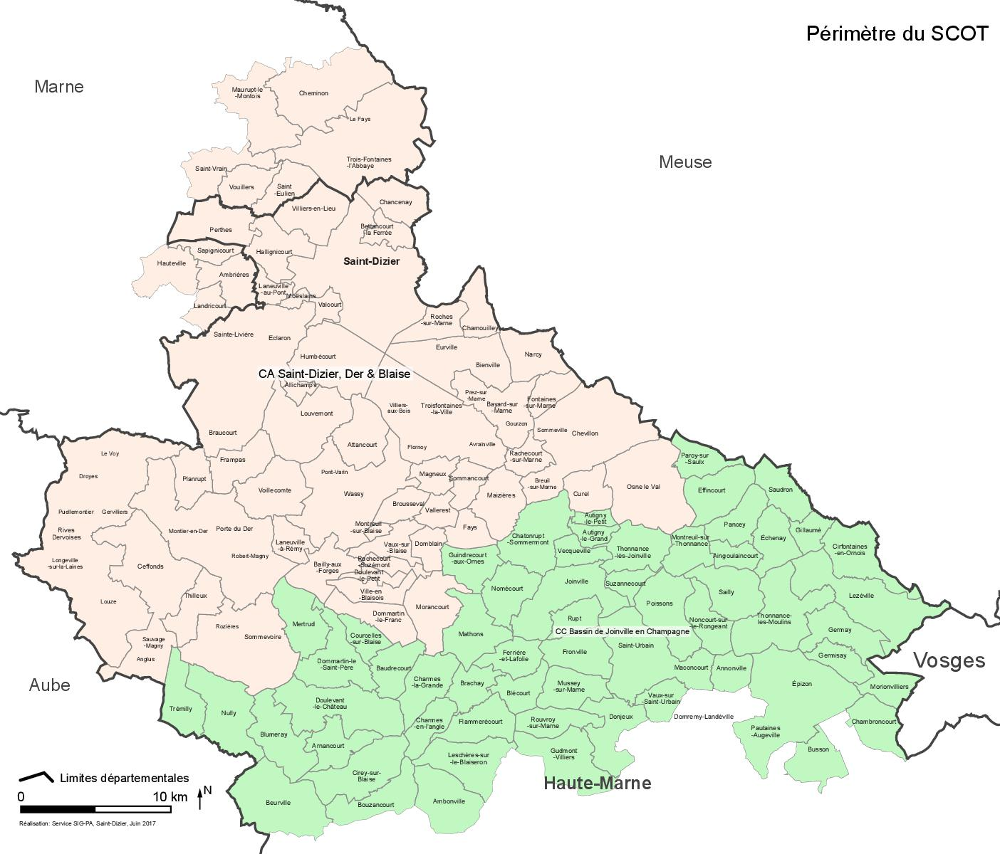 Périmètre du SCOT
Marne
Meuse
Maurupt-le
-Montois
Cheminon
Le Fays
Trois-Fontaines
-l'Abbaye
Saint-Vrain
Vouillers
Saint
-Eulien
Villiers-en-Lieu
Chancenay
Bettancourt
-la Ferrée
Perthes
Sapignicourt
Hallignicourt
Saint-Dizier
Hauteville
Ambrières
Laneuville
-au-Pont
Moëslains
Landricourt
Valcourt
Roches
-sur-Marne
Chamouilley
Sainte-Livière
Eclaron
Eurville
Humbécourt
Narcy
Bienville
CA Saint-Dizier, Der & Blaise
Allichamps
Prez-sur
-Marne
Fontaines
-sur-Marne
Louvemont
Villiers-
aux-Bois
Troisfontaines
-la-Ville
Bayard-sur
-Marne
Gourzon
Braucourt
Sommeville
Chevillon
Attancourt
Flornoy
Avrainville
Le Voy
Frampas
Rachecourt
-sur-Marne
Paroy-sur
-Saulx
Droyes
Planrupt
Pont-Varin
Magneux
Sommancourt
Breuil
-sur-Marne
Osne le Val
Voillecomte
Wassy
Maizières
Curel
Effincourt
Saudron
Puellemontier
Gervilliers
Brousseval
Vallerest
Autigny
-le-Petit
Rives
Dervoises
Montier-en-Der
Porte du Der
Montreuil
-sur-Blaise
Fays
Pancey
Gillaumé
Autigny
-le-Grand
Chatonrupt
-Sommermont
Montreuil-sur
-Thonnance
Échenay
Laneuville
-à-Rémy
Vaux-sur
-Blaise
Domblain
Vecqueville
Thonnance
-lès-Joinville
Aingoulaincourt
Cirfontaines
-en-Ornois
Longeville
-sur-la-Laines
Robert-Magny
Guindrecourt
-aux-Ornes
Ceffonds
Bailly-aux
-Forges
Rachecourt
-Suzémont
Doulevant
-le-Petit
Joinville
Suzannecourt
Nomécourt
Sailly
Lezéville
Thilleux
Ville-en
-Blaisois
Louze
Morancourt
Poissons
Dommartin
-le-Franc
Rupt
Noncourt-sur
-le-Rongeant
Thonnance-
les-Moulins
Mertrud
Rozières
CC Bassin de Joinville en Champagne
Germay
Sommevoire
Courcelles
-sur-Blaise
Mathons
Sauvage
-Magny
Saint-Urbain
Anglus
Ferrière
-et-Lafolie
Fronville
Germisay
Vosges
Dommartin-le
-Saint-Père
Baudrecourt
Maconcourt
Annonville
Aube
Charmes
-la-Grande
Brachay
Mussey
-sur-Marne
Épizon
Morionvilliers
Blécourt
Vaux-sur
-Saint-Urbain
Trémilly
Nully
Doulevant
-le-Château
Donjeux
Domremy-Landéville
Charmes
-en-l'angle
Flammerécourt
Rouvroy
-sur-Marne
Chambroncourt
Blumeray
Pautaines
-Augeville
Arnancourt
Leschères-sur
-le-Blaiseron
Gudmont
-Villiers
Busson
Cirey-sur-
Blaise
Haute-Marne
Limites départementales
Beurville
Bouzancourt
Ambonville
0
10 km
N
Réalisation: Service SIG-PA, Saint-Dizier, Juin 2017